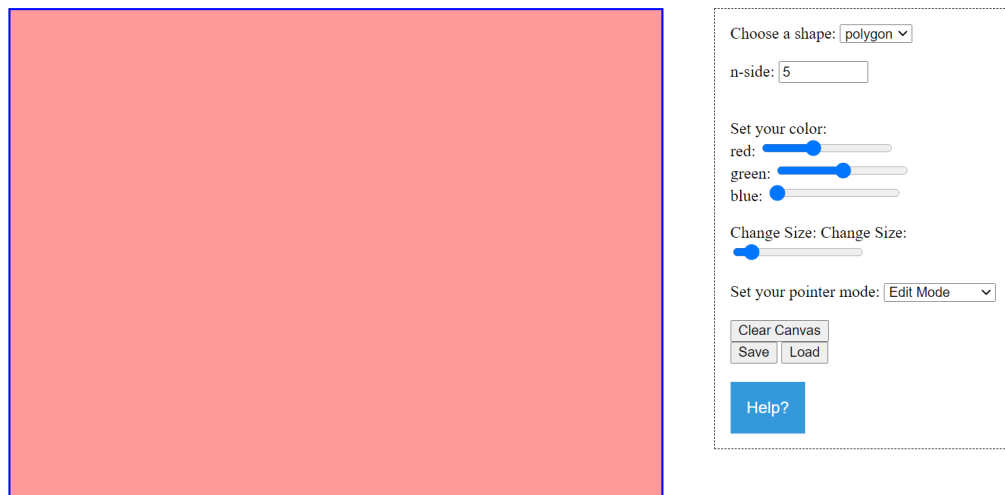 Choose a shape: polygon
n-side: 5
Set your color:
red:
green:
blue:
Change Size: Change Size:
Set your pointer mode: Edit Mode
Clear Canvas
Save Load
Help?